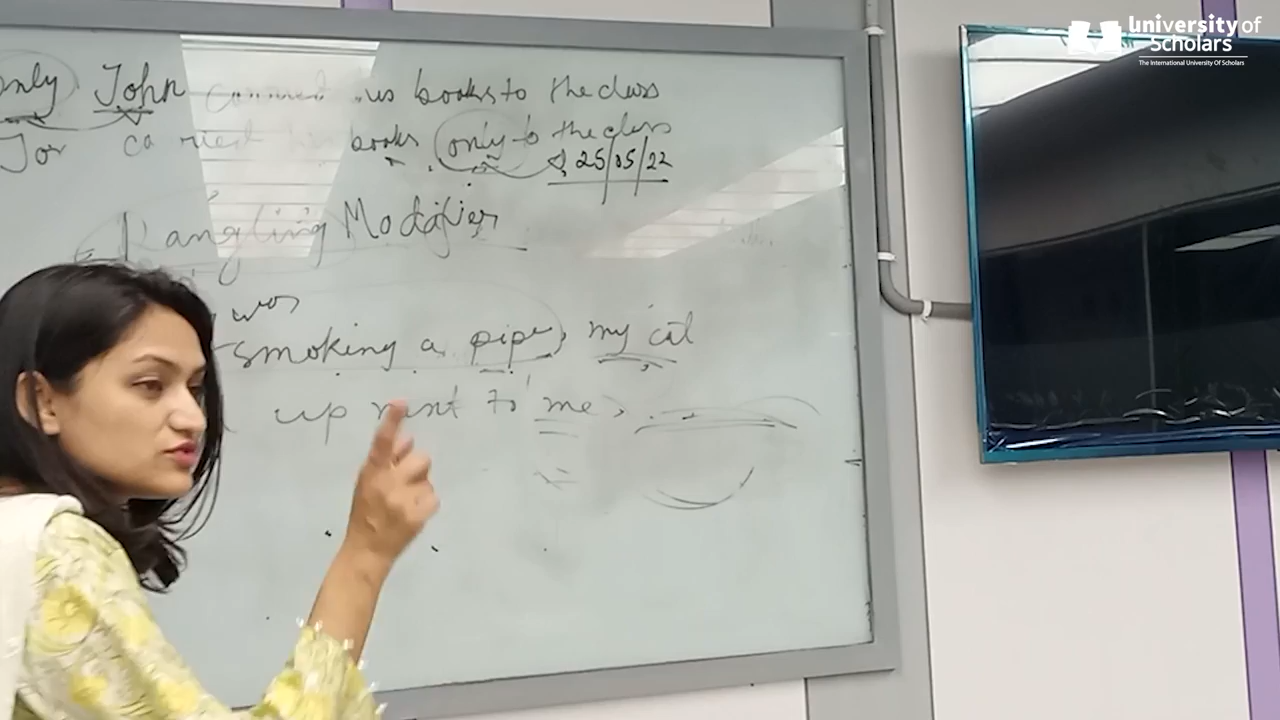 only John carried his books to the class
carried his books only to the class
25/05/22
Dangling Modifier
was
smoking a pipe, my cat
up next to me.
University of
Scholars
The International University Of Scholars